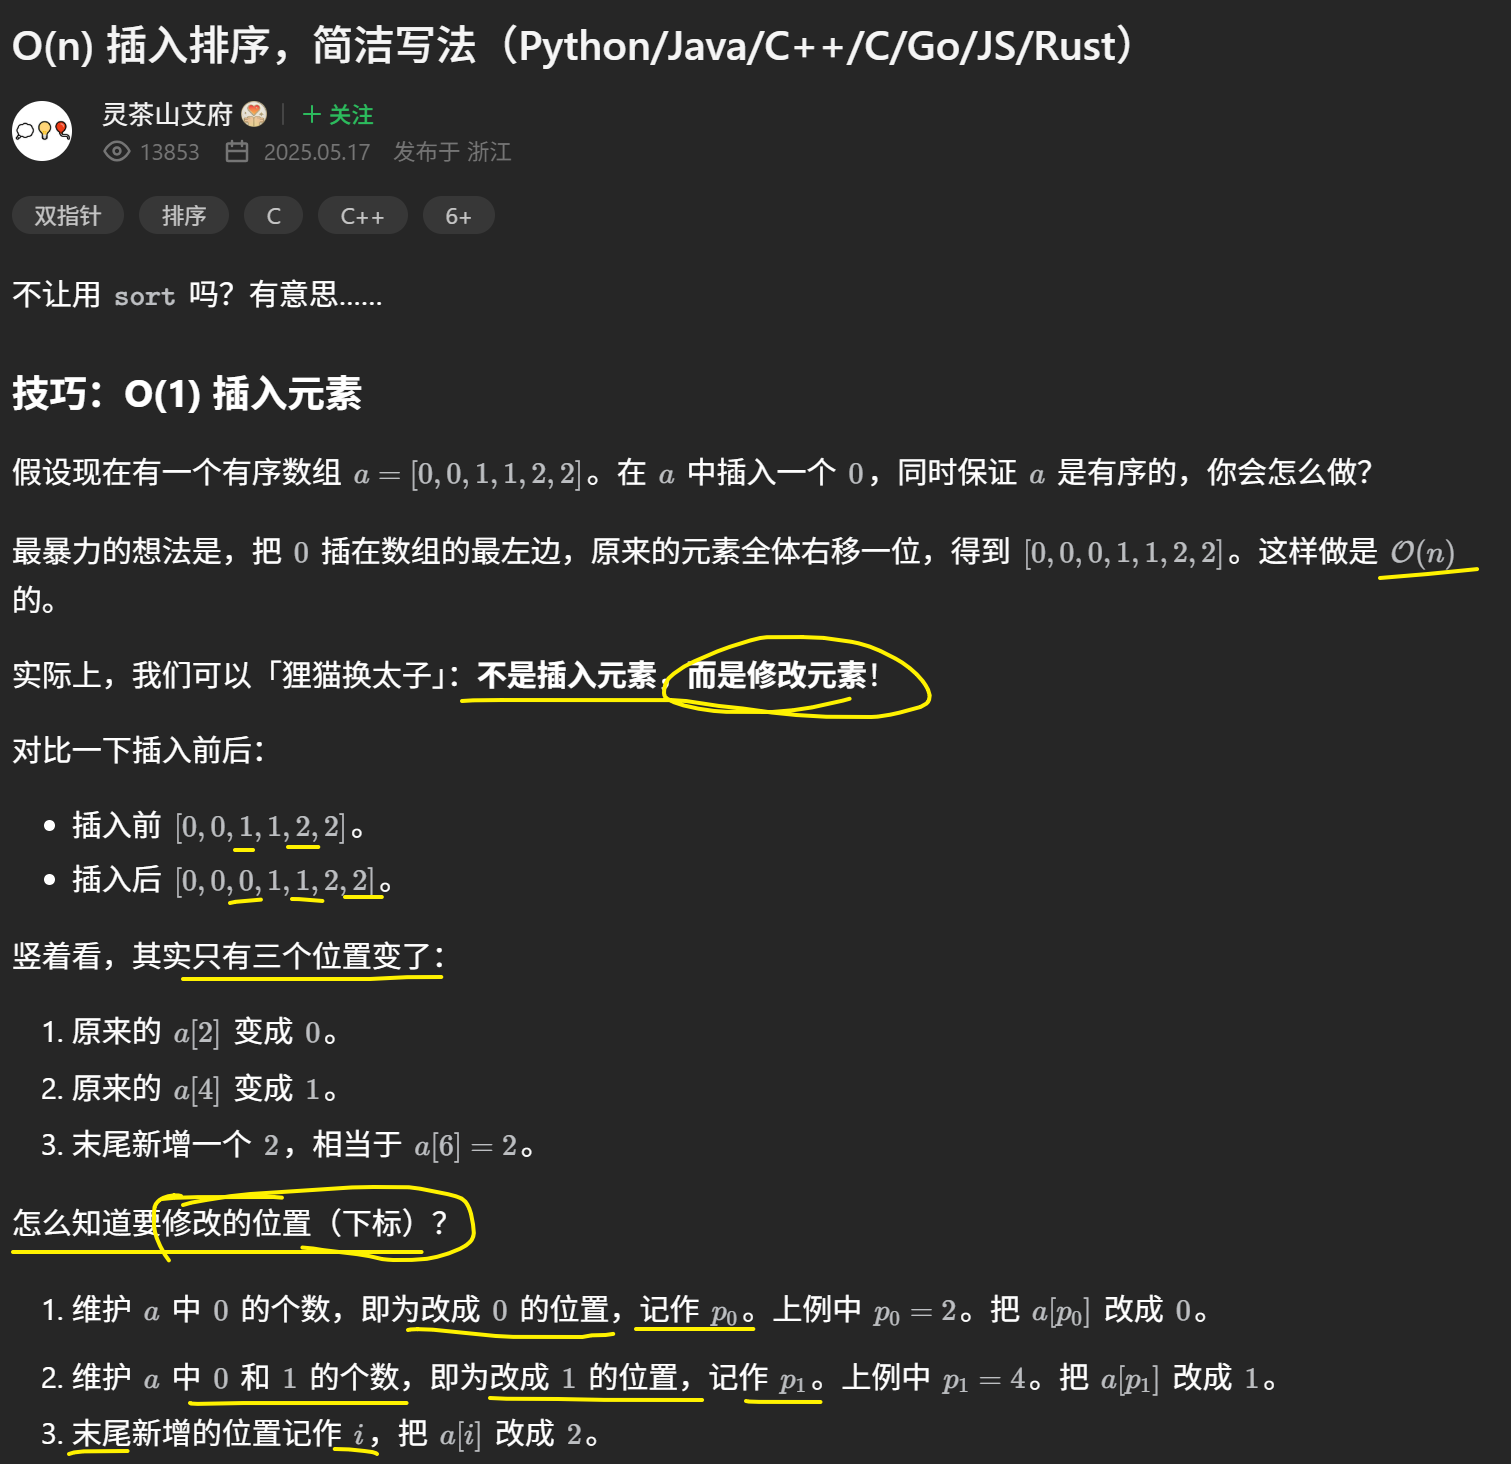 O(n) 插入排序，简洁写法（Python/Java/C++/C/Go/JS/Rust）
灵茶山艾府 | + 关注
13853 2025.05.17 发布于 浙江
双指针 排序 C C++ 6+
不让用 sort 吗？有意思……
技巧：O(1) 插入元素
假设现在有一个有序数组 a = [0, 0, 1, 1, 2, 2]。在 a 中插入一个 0，同时保证 a 是有序的，你会怎么做？
最暴力的想法是，把 0 插在数组的最左边，原来的元素全体右移一位，得到 [0, 0, 0, 1, 1, 2, 2]。这样做是 O(n)
的。
实际上，我们可以「狸猫换太子」：不是插入元素，而是修改元素！
对比一下插入前后：
• 插入前 [0, 0, 1, 1, 2, 2]。
• 插入后 [0, 0, 0, 1, 1, 2, 2]。
竖着看，其实只有三个位置变了：
1. 原来的 a[2] 变成 0。
2. 原来的 a[4] 变成 1。
3. 末尾新增一个 2，相当于 a[6] = 2。
怎么知道要修改的位置（下标）？
1. 维护 a 中 0 的个数，即为改成 0 的位置，记作 p₀。上例中 p₀ = 2。把 a[p₀] 改成 0。
2. 维护 a 中 0 和 1 的个数，即为改成 1 的位置，记作 p₁。上例中 p₁ = 4。把 a[p₁] 改成 1。
3. 末尾新增的位置记作 i，把 a[i] 改成 2。